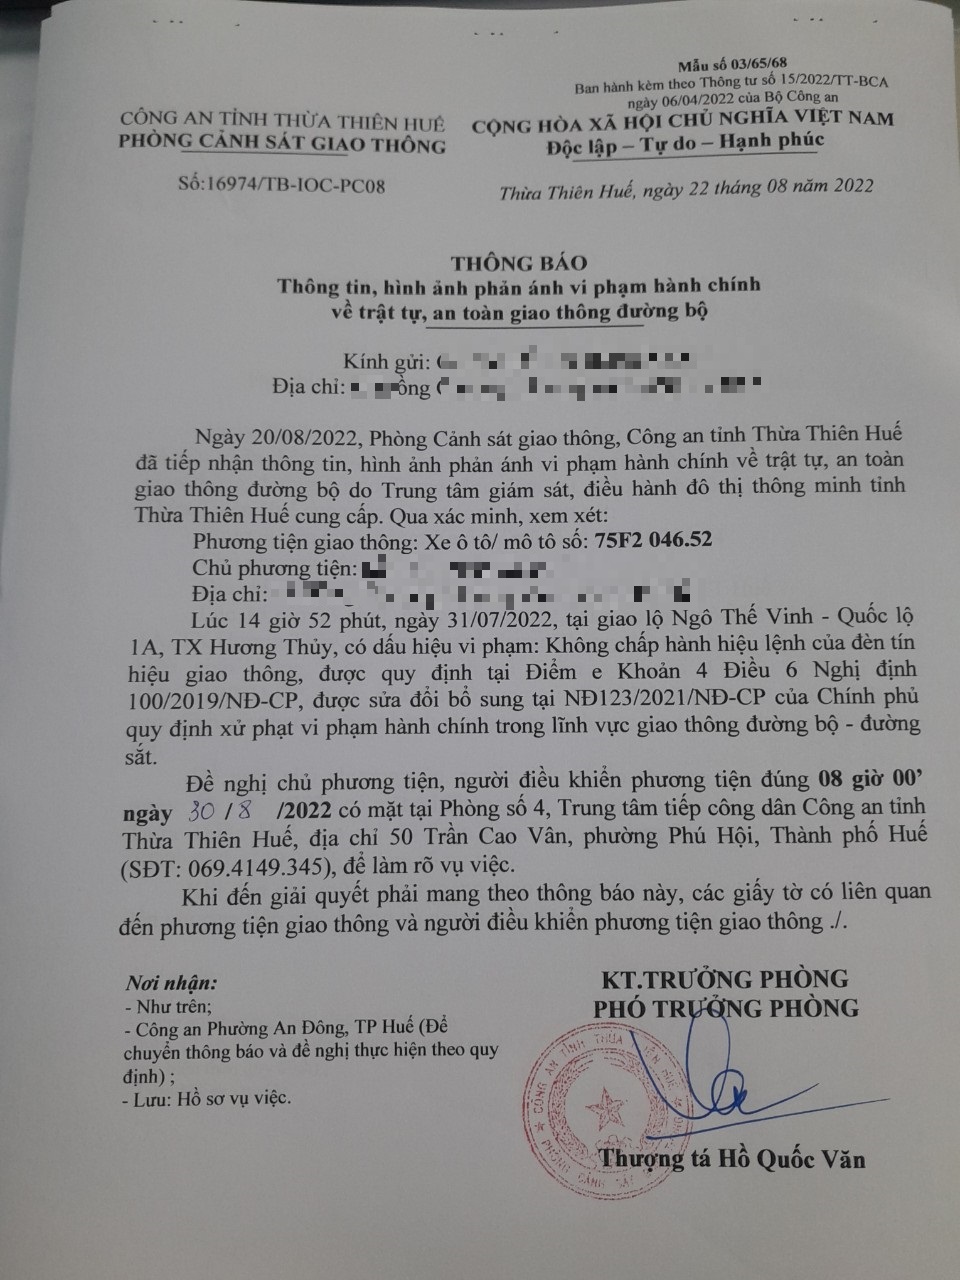 Mẫu số 03/65/68
Ban hành kèm theo Thông tư số 15/2022/TT-BCA
ngày 06/04/2022 của Bộ Công an
CÔNG AN TỈNH THỪA THIÊN HUẾ
PHÒNG CẢNH SÁT GIAO THÔNG
CỘNG HÒA XÃ HỘI CHỦ NGHĨA VIỆT NAM
Độc lập – Tự do – Hạnh phúc
Số:16974/TB-IOC-PC08
Thừa Thiên Huế, ngày 22 tháng 08 năm 2022
THÔNG BÁO
Thông tin, hình ảnh phản ánh vi phạm hành chính
về trật tự, an toàn giao thông đường bộ
Kính gửi:
Địa chỉ:
Ngày 20/08/2022, Phòng Cảnh sát giao thông, Công an tỉnh Thừa Thiên Huế
đã tiếp nhận thông tin, hình ảnh phản ánh vi phạm hành chính về trật tự, an toàn
giao thông đường bộ do Trung tâm giám sát, điều hành đô thị thông minh tỉnh
Thừa Thiên Huế cung cấp. Qua xác minh, xem xét:
Phương tiện giao thông: Xe ô tô/ mô tô số: 75F2 046.52
Chủ phương tiện:
Địa chỉ:
Lúc 14 giờ 52 phút, ngày 31/07/2022, tại giao lộ Ngô Thế Vinh - Quốc lộ
1A, TX Hương Thủy, có dấu hiệu vi phạm: Không chấp hành hiệu lệnh của đèn tín
hiệu giao thông, được quy định tại Điểm e Khoản 4 Điều 6 Nghị định
100/2019/NĐ-CP, được sửa đổi bổ sung tại NĐ123/2021/NĐ-CP của Chính phủ
quy định xử phạt vi phạm hành chính trong lĩnh vực giao thông đường bộ - đường
sắt.
Đề nghị chủ phương tiện, người điều khiển phương tiện đúng 08 giờ 00’
ngày 30 / 8 /2022 có mặt tại Phòng số 4, Trung tâm tiếp công dân Công an tỉnh
Thừa Thiên Huế, địa chỉ 50 Trần Cao Vân, phường Phú Hội, Thành phố Huế
(SĐT: 069.4149.345), để làm rõ vụ việc.
Khi đến giải quyết phải mang theo thông báo này, các giấy tờ có liên quan
đến phương tiện giao thông và người điều khiển phương tiện giao thông ./.
Nơi nhận:
- Như trên;
- Công an Phường An Đông, TP Huế (Để
chuyển thông báo và đề nghị thực hiện theo quy
định) ;
- Lưu: Hồ sơ vụ việc.
KT.TRƯỞNG PHÒNG
PHÓ TRƯỞNG PHÒNG
CÔNG AN TỈNH THỪA THIÊN HUẾ
Thượng tá Hồ Quốc Văn